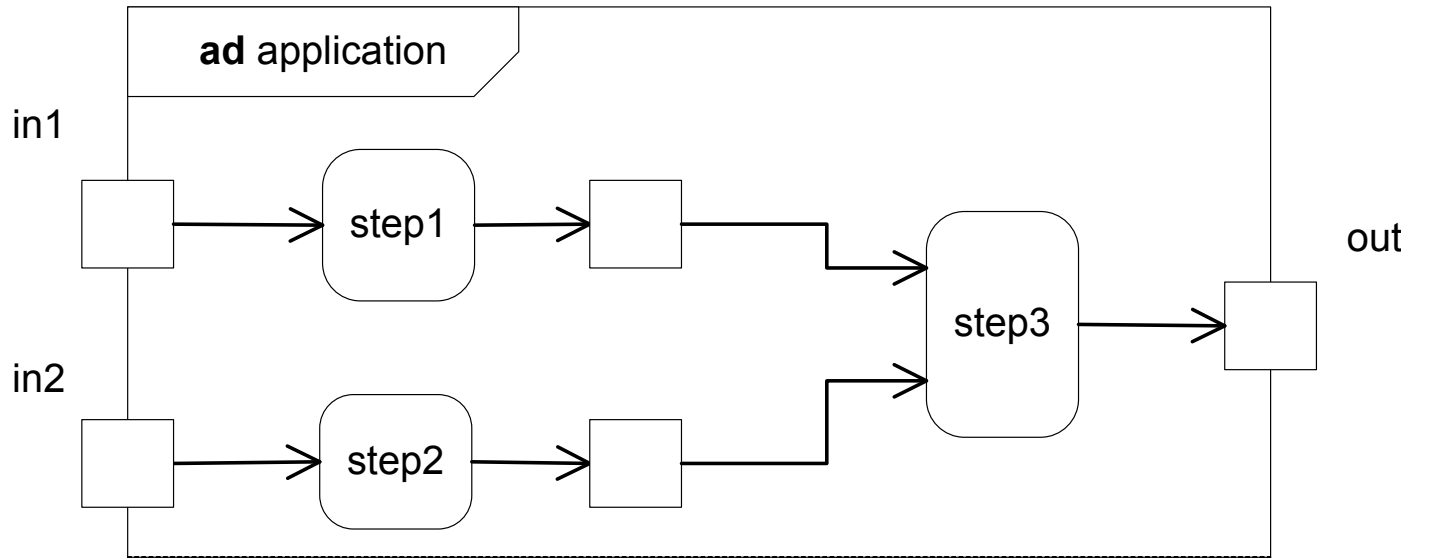 ad application
in1
step1
step3
out
in2
step2